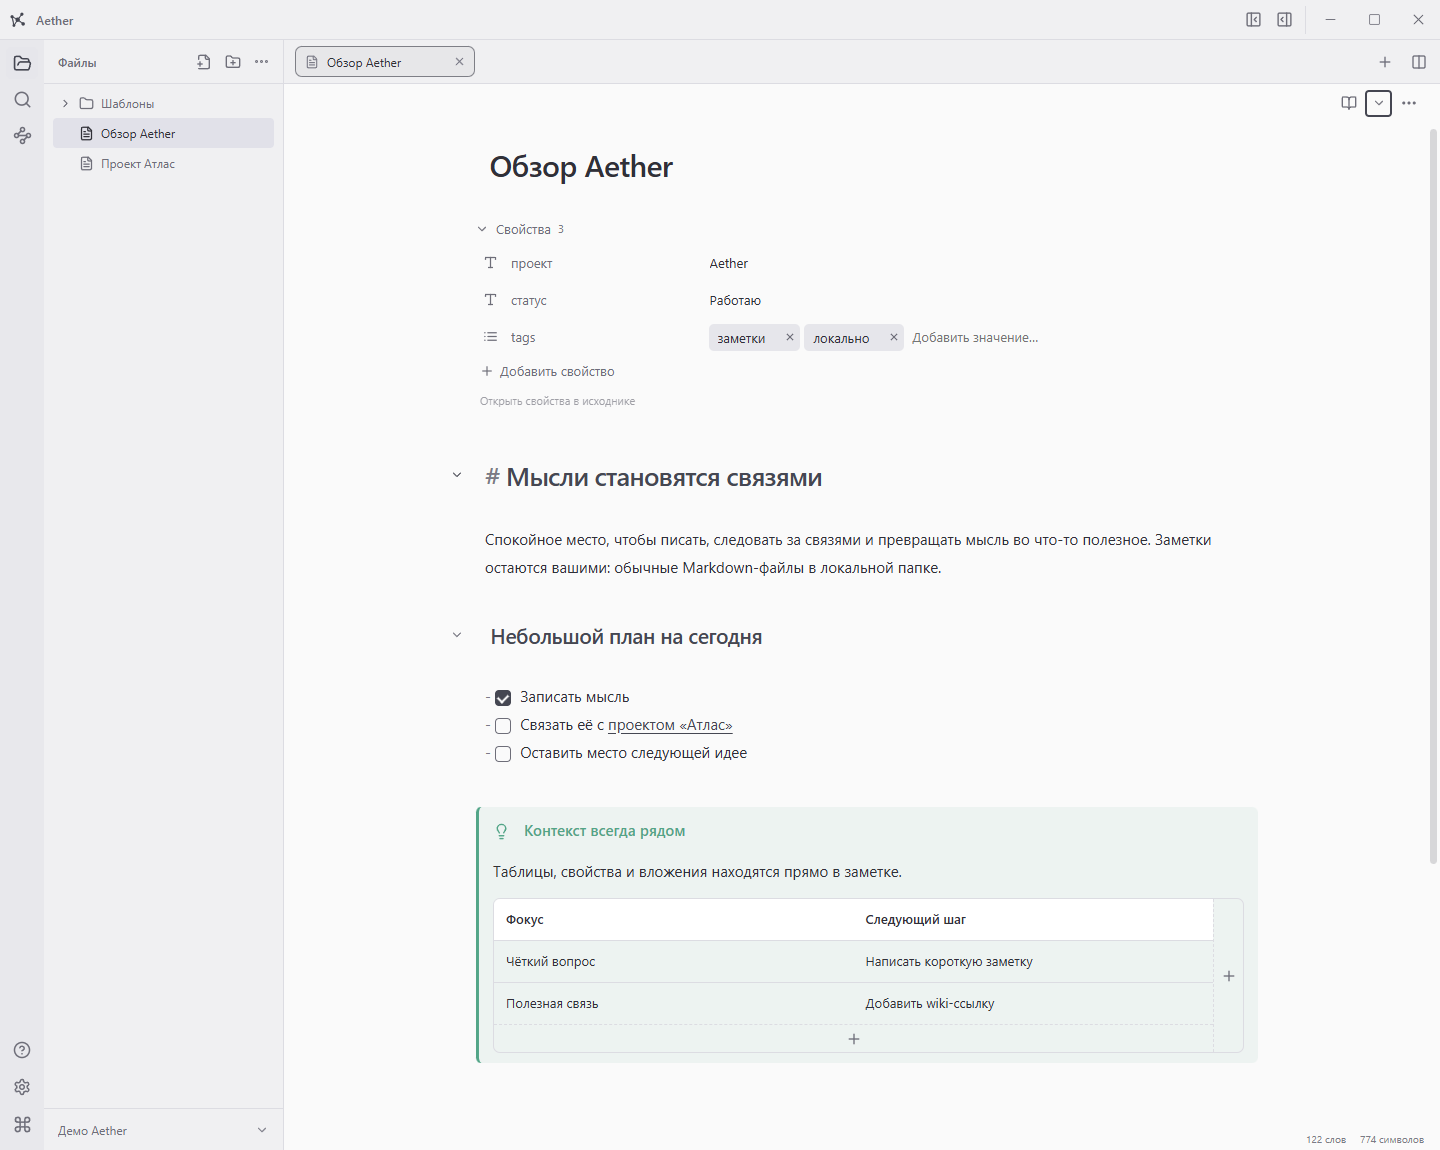 Aether
Файлы
Обзор Aether
Шаблоны
Обзор Aether
Проект Атлас
Обзор Aether
Свойства 3
проект Aether
статус Работаю
tags заметки локально Добавить значение...
Добавить свойство
Открыть свойства в исходнике
# Мысли становятся связями
Спокойное место, чтобы писать, следовать за связями и превращать мысль во что-то полезное. Заметки
остаются вашими: обычные Markdown-файлы в локальной папке.
Небольшой план на сегодня
- Записать мысль
- Связать её с проектом «Атлас»
- Оставить место следующей идее
Контекст всегда рядом
Таблицы, свойства и вложения находятся прямо в заметке.
Фокус Следующий шаг
Чёткий вопрос Написать короткую заметку
Полезная связь Добавить wiki-ссылку
Демо Aether
122 слов 774 символов